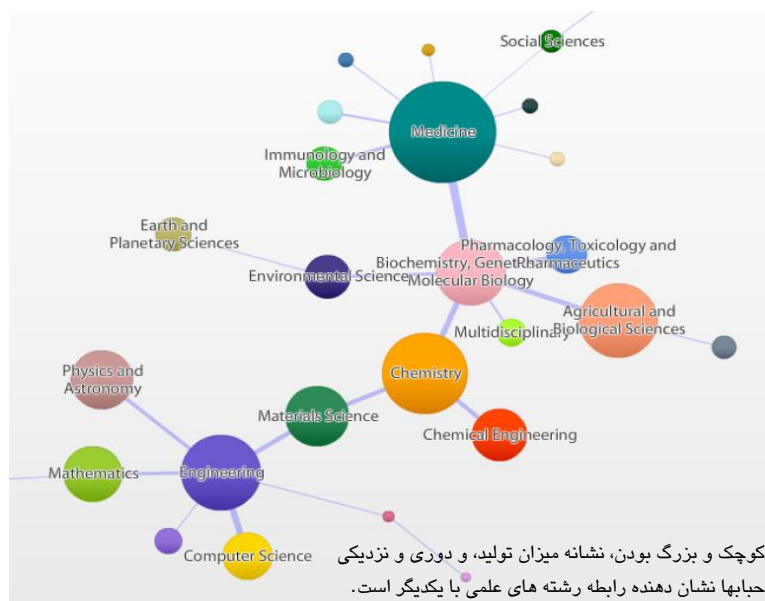 Social Sciences
Medicine
Immunology and
Microbiology
Earth and
Planetary Sciences
Pharmacology, Toxicology and
Pharmaceutics
Biochemistry,
Molecular Biology
Environmental Science
Agricultural and
Biological Sciences
Multidisciplinary
Physics and
Astronomy
Chemistry
Materials Science
Chemical Engineering
Mathematics
Engineering
Computer Science
کوچک و بزرگ بودن، نشانه میزان تولید، و دوری و نزدیکی
حبابها نشان دهنده رابطه رشته های علمی با یکدیگر است.